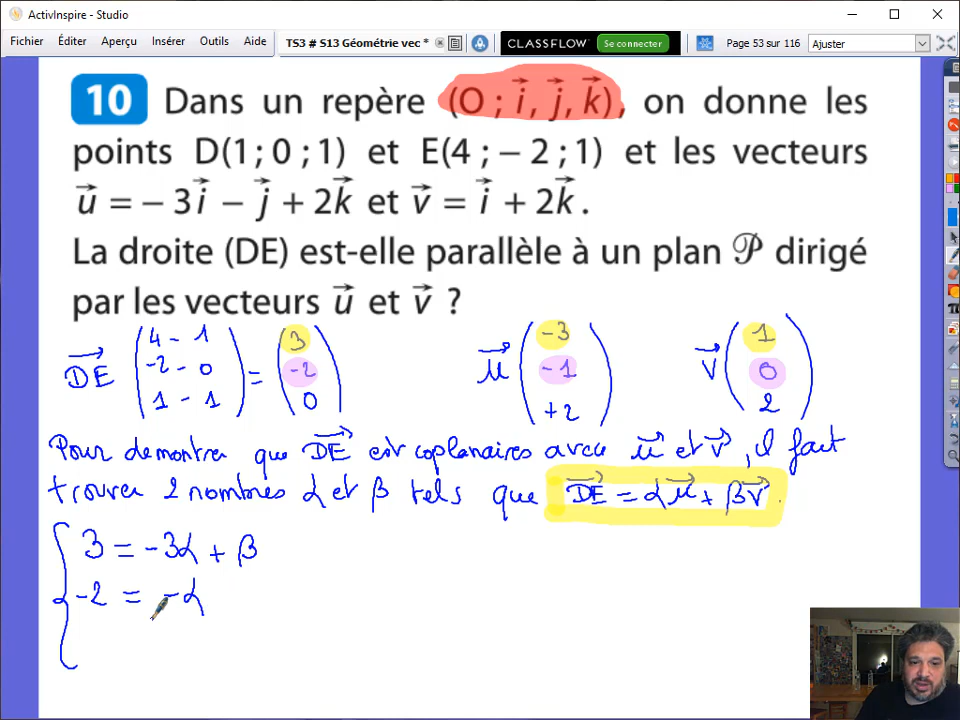 ActivInspire - Studio
Fichier Éditer Aperçu Insérer Outils Aide TS3 # S13 Géométrie vec * CLASSFLOW Se connecter Page 53 sur 116 Ajuster
10 Dans un repère (O ; i⃗, j⃗, k⃗), on donne les
points D(1 ; 0 ; 1) et E(4 ; − 2 ; 1) et les vecteurs
u⃗ = − 3i⃗ − j⃗ + 2k⃗ et v⃗ = i⃗ + 2k⃗.
La droite (DE) est-elle parallèle à un plan 𝒫 dirigé
par les vecteurs u⃗ et v⃗ ?
4 - 1 3 -3 1
DE⃗ -2 - 0 = -2 u⃗ -1 v⃗ 0
1 - 1 0 +2 2
Pour demontrer que DE⃗ est coplanaires avec u⃗ et v⃗, il faut
trouver 2 nombres α et β tels que DE⃗ = αu⃗ + βv⃗.
3 = -3α + β
-2 = -α